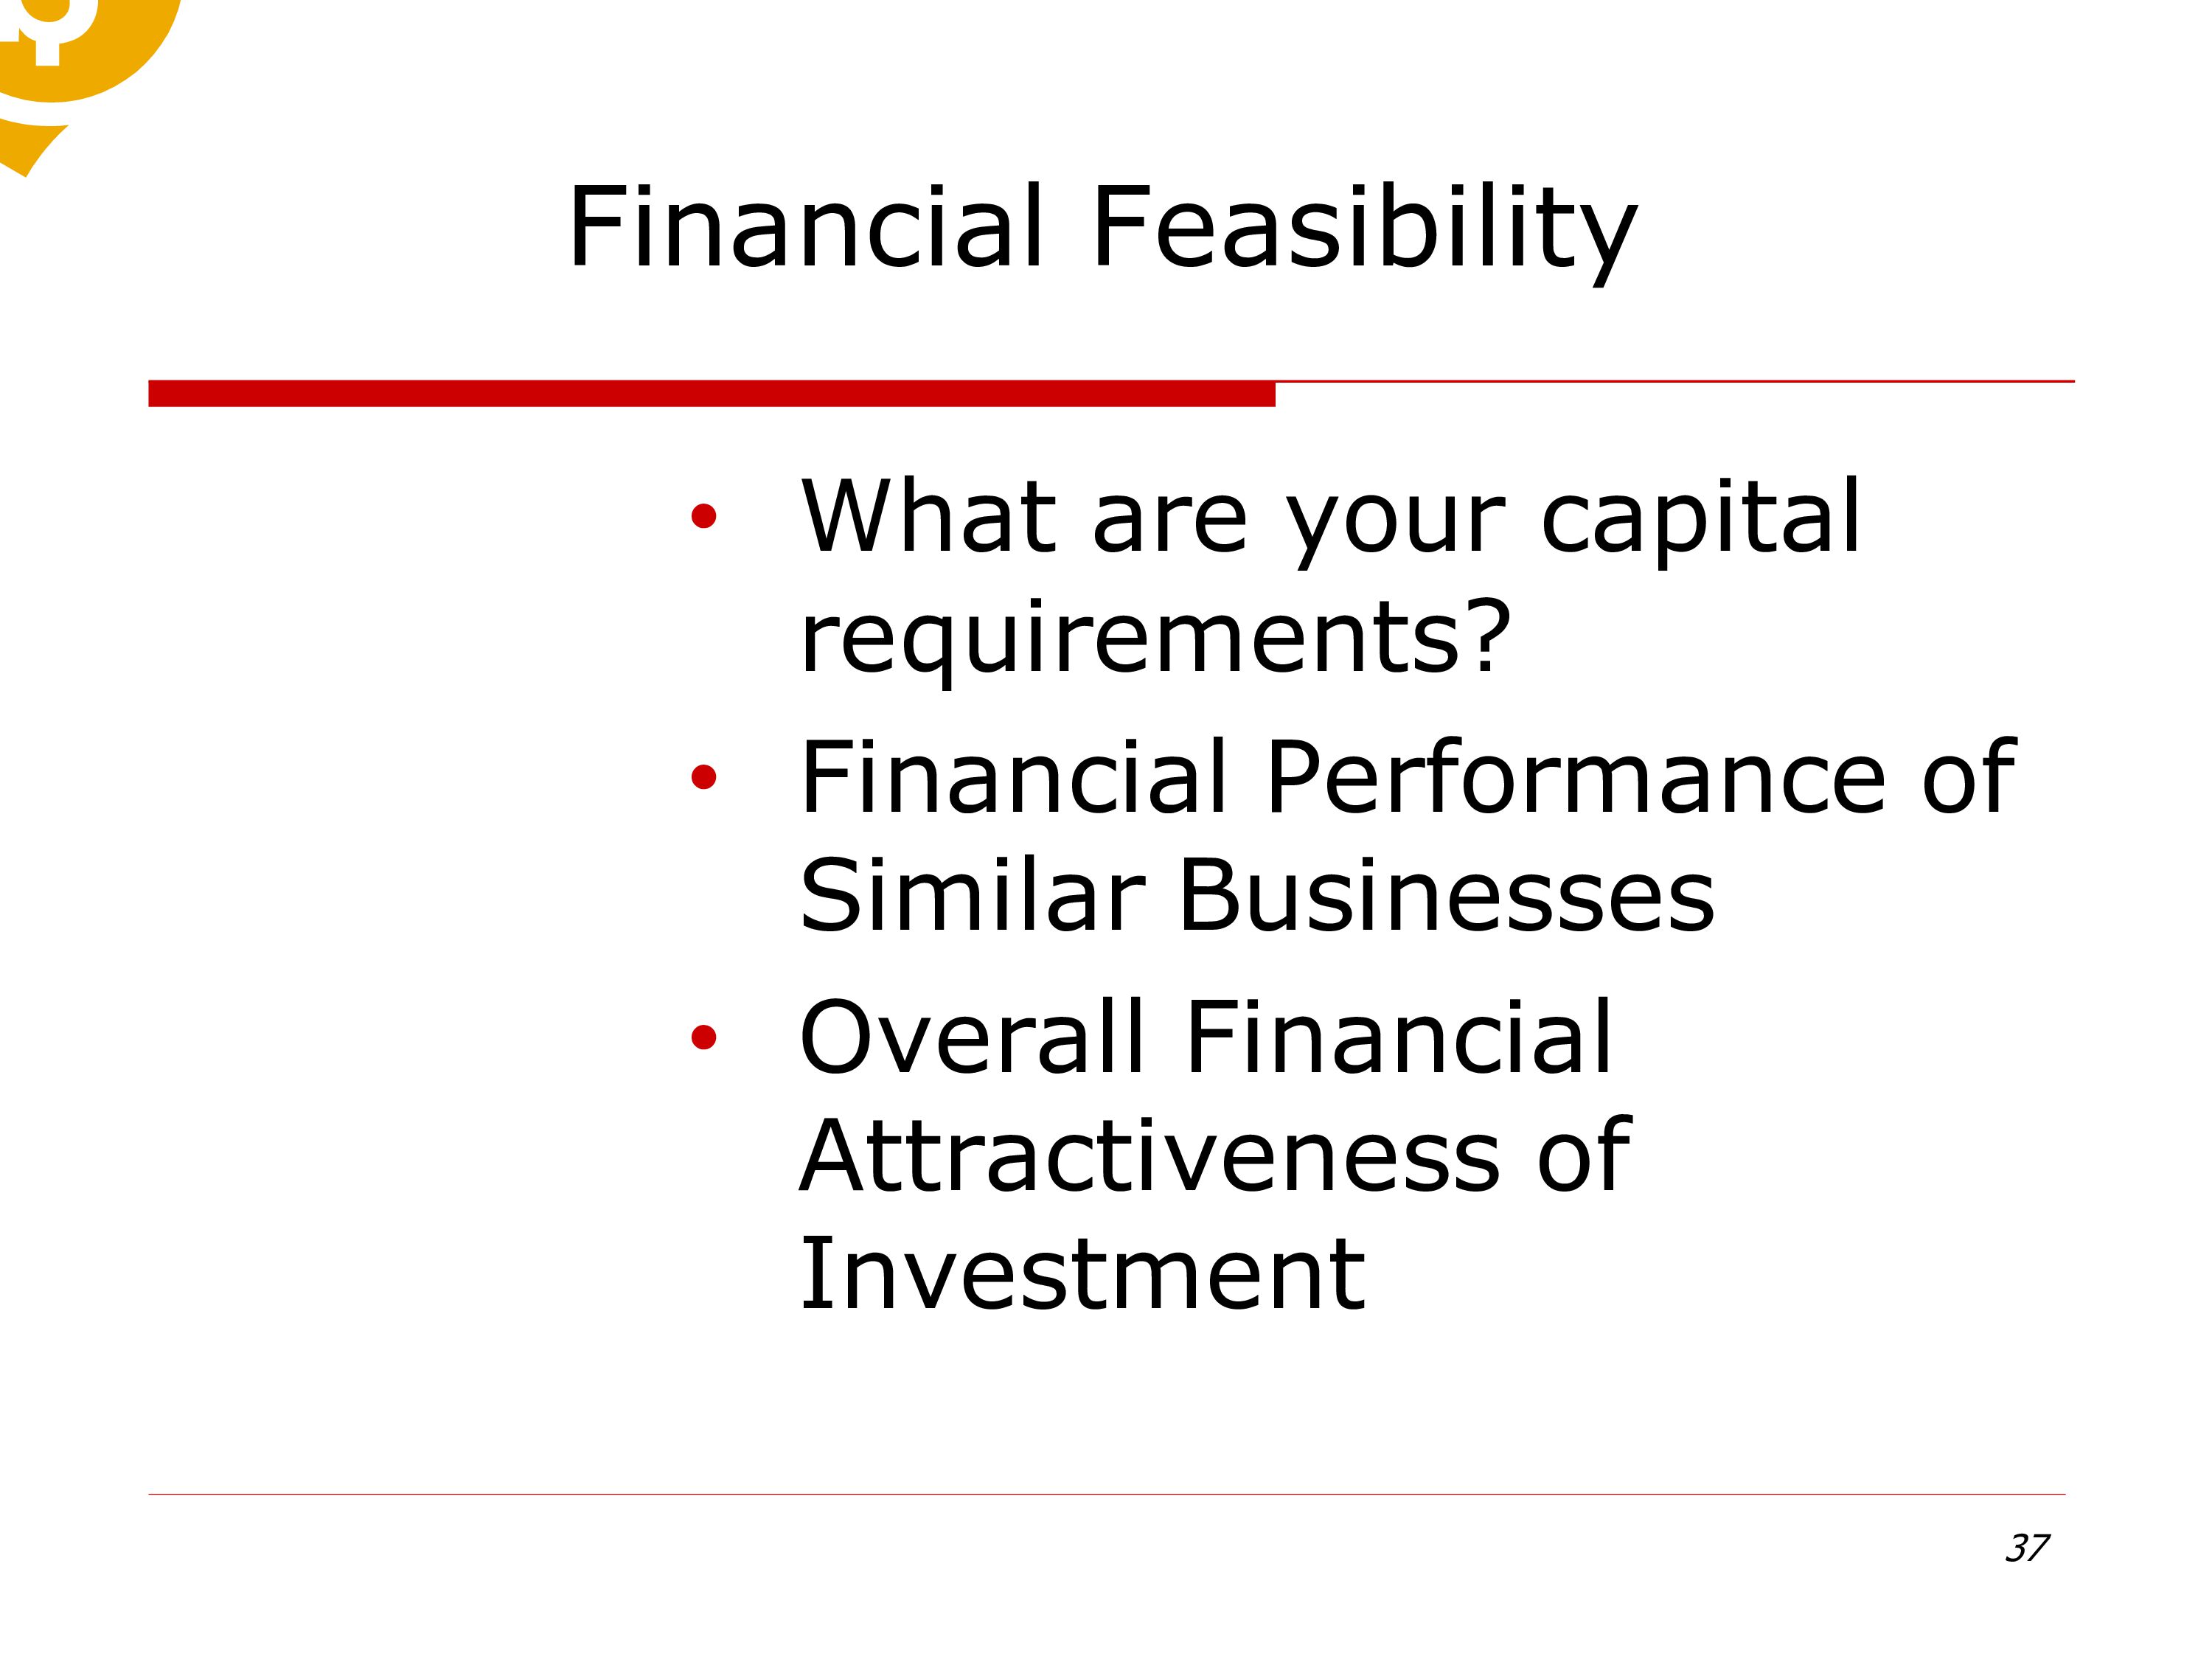 Financial Feasibility
• What are your capital
requirements?
• Financial Performance of
Similar Businesses
• Overall Financial
Attractiveness of
Investment
37